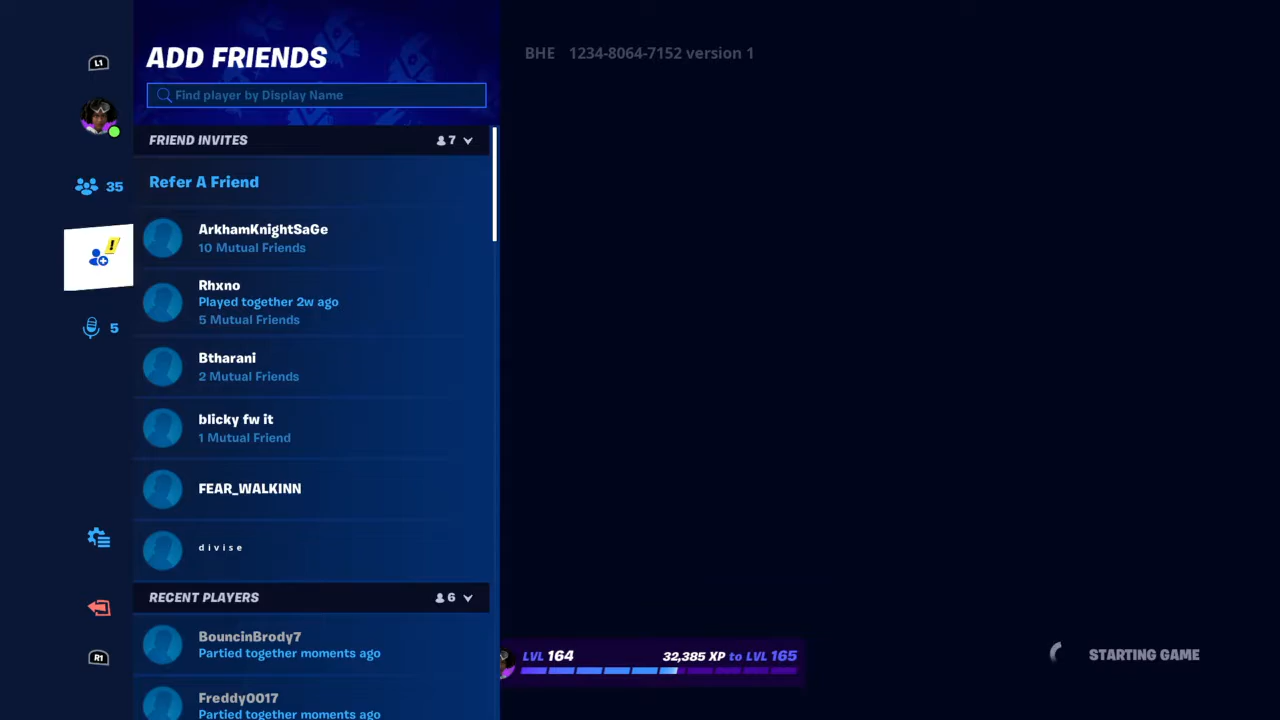 L1
35
5
R1
ADD FRIENDS
Find player by Display Name
FRIEND INVITES 7
Refer A Friend
ArkhamKnightSaGe
10 Mutual Friends
Rhxno
Played together 2w ago
5 Mutual Friends
Btharani
2 Mutual Friends
blicky fw it
1 Mutual Friend
FEAR_WALKINN
d i v i s e
RECENT PLAYERS 6
BouncinBrody7
Partied together moments ago
Freddy0017
Partied together moments ago
BHE 1234-8064-7152 version 1
LVL 164 32,385 XP to LVL 165
STARTING GAME